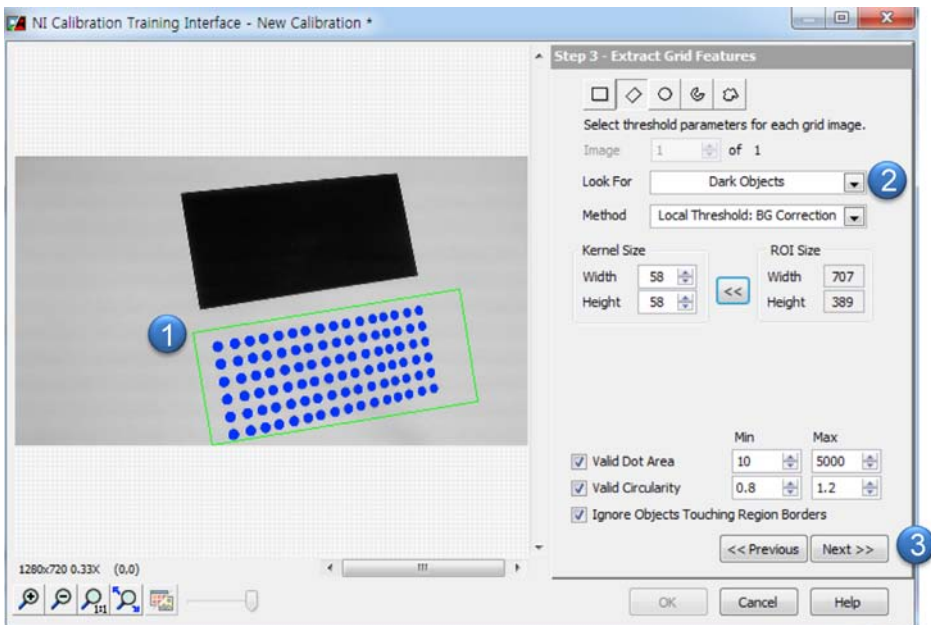 NI Calibration Training Interface - New Calibration *
Step 3 - Extract Grid Features
Select threshold parameters for each grid image.
Image 1 of 1
Look For Dark Objects 2
Method Local Threshold: BG Correction
Kernel Size ROI Size
Width 58 << Width 707
Height 58 Height 389
1
Min Max
Valid Dot Area 10 5000
Valid Circularity 0.8 1.2
Ignore Objects Touching Region Borders
<< Previous Next >> 3
1280x720 0.33X (0,0)
1:1
OK Cancel Help